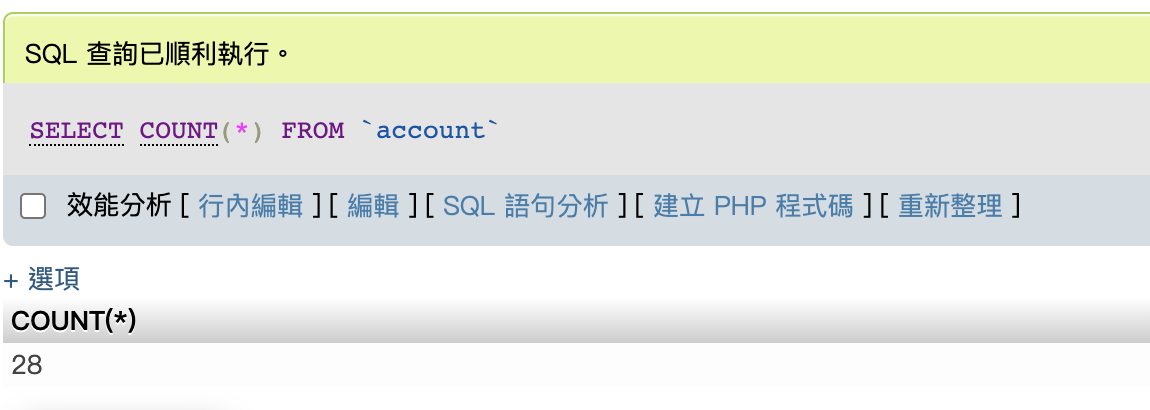 SQL 查詢已順利執行。
SELECT COUNT(*) FROM `account`
效能分析 [ 行內編輯 ] [ 編輯 ] [ SQL 語句分析 ] [ 建立 PHP 程式碼 ] [ 重新整理 ]
+ 選項
COUNT(*)
28